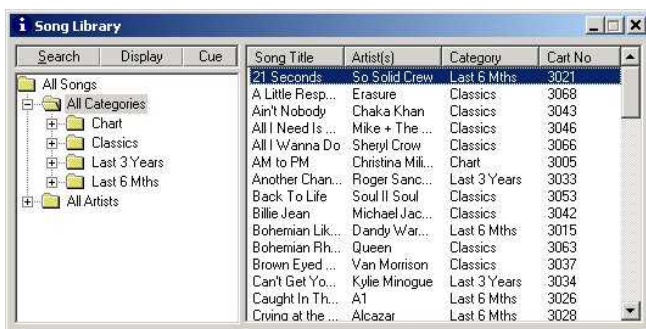 Song Library
Search Display Cue
All Songs
All Categories
Chart
Classics
Last 3 Years
Last 6 Mths
All Artists
Song Title Artist(s) Category Cart No
21 Seconds So Solid Crew Last 6 Mths 3021
A Little Resp... Erasure Classics 3068
Ain't Nobody Chaka Khan Classics 3043
All I Need Is ... Mike + The ... Classics 3046
All I Wanna Do Sheryl Crow Classics 3066
AM to PM Christina Mili... Chart 3005
Another Chan... Roger Sanc... Last 3 Years 3033
Back To Life Soul II Soul Classics 3053
Billie Jean Michael Jac... Classics 3042
Bohemian Lik... Dandy War... Last 6 Mths 3015
Bohemian Rh... Queen Classics 3063
Brown Eyed ... Van Morrison Classics 3037
Can't Get Yo... Kylie Minogue Last 3 Years 3034
Caught In Th... A1 Last 6 Mths 3026
Crying at the ... Alcazar Last 6 Mths 3028